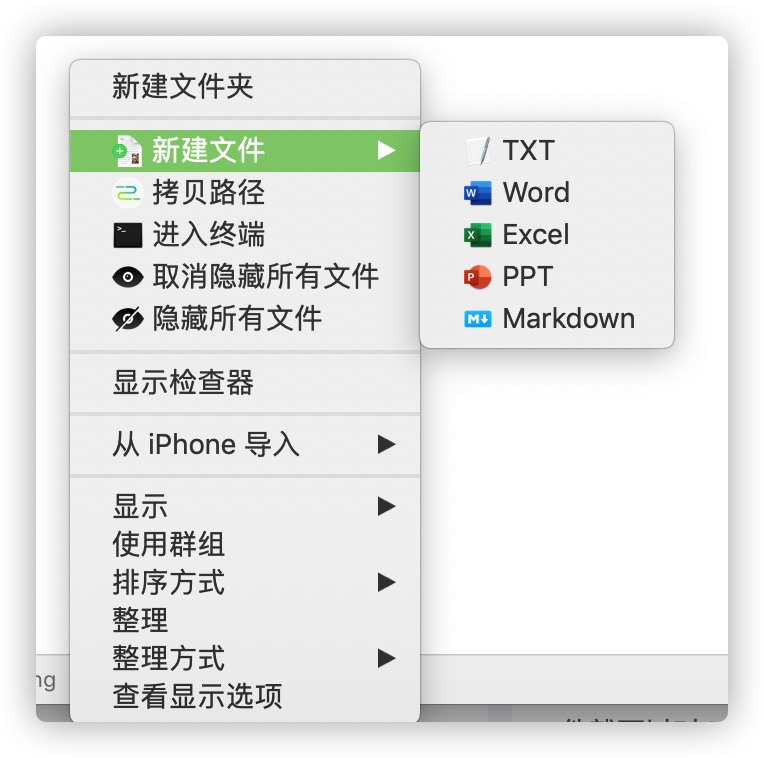 新建文件夹
新建文件
拷贝路径
进入终端
取消隐藏所有文件
隐藏所有文件
显示检查器
从 iPhone 导入
显示
使用群组
排序方式
整理
整理方式
查看显示选项
TXT
Word
Excel
PPT
Markdown
ng